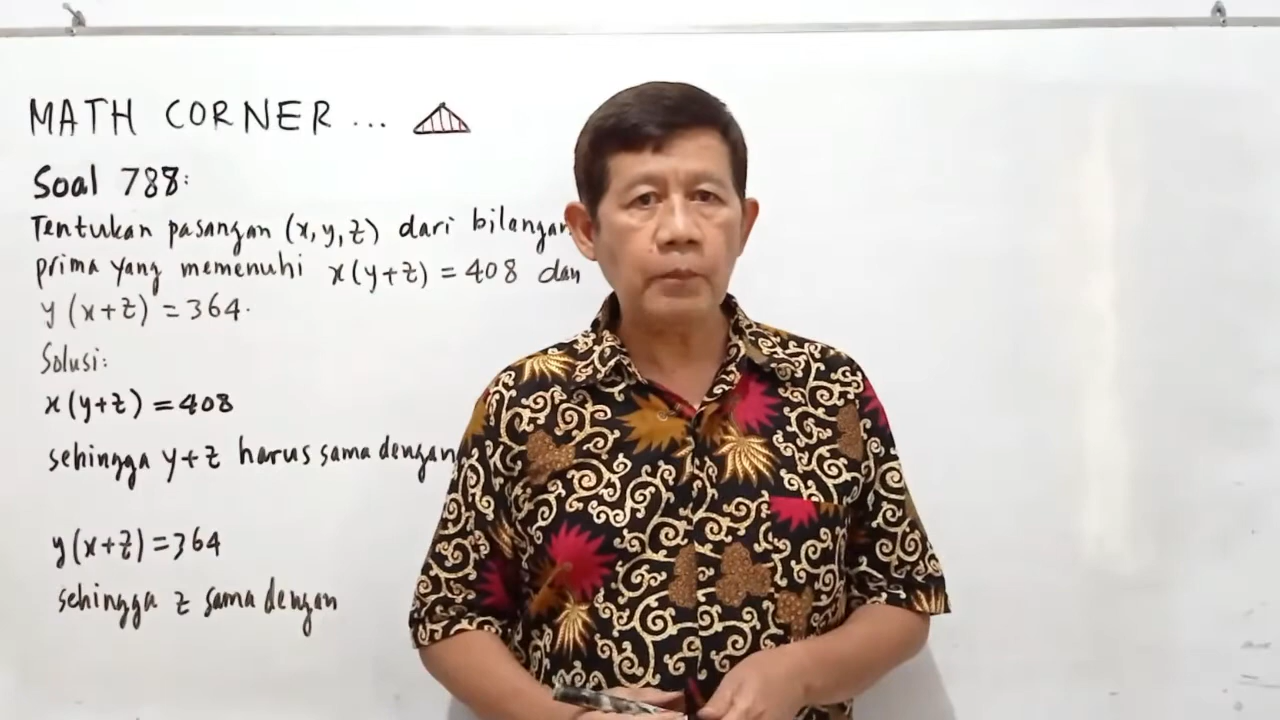 MATH CORNER ...
Soal 788:
Tentukan pasangan (x,y,z) dari bilangan
prima yang memenuhi x(y+z) = 408 dan
y(x+z) = 364.
Solusi:
x(y+z) = 408
sehingga y+z harus sama dengan
y(x+z) = 364
sehingga z sama dengan